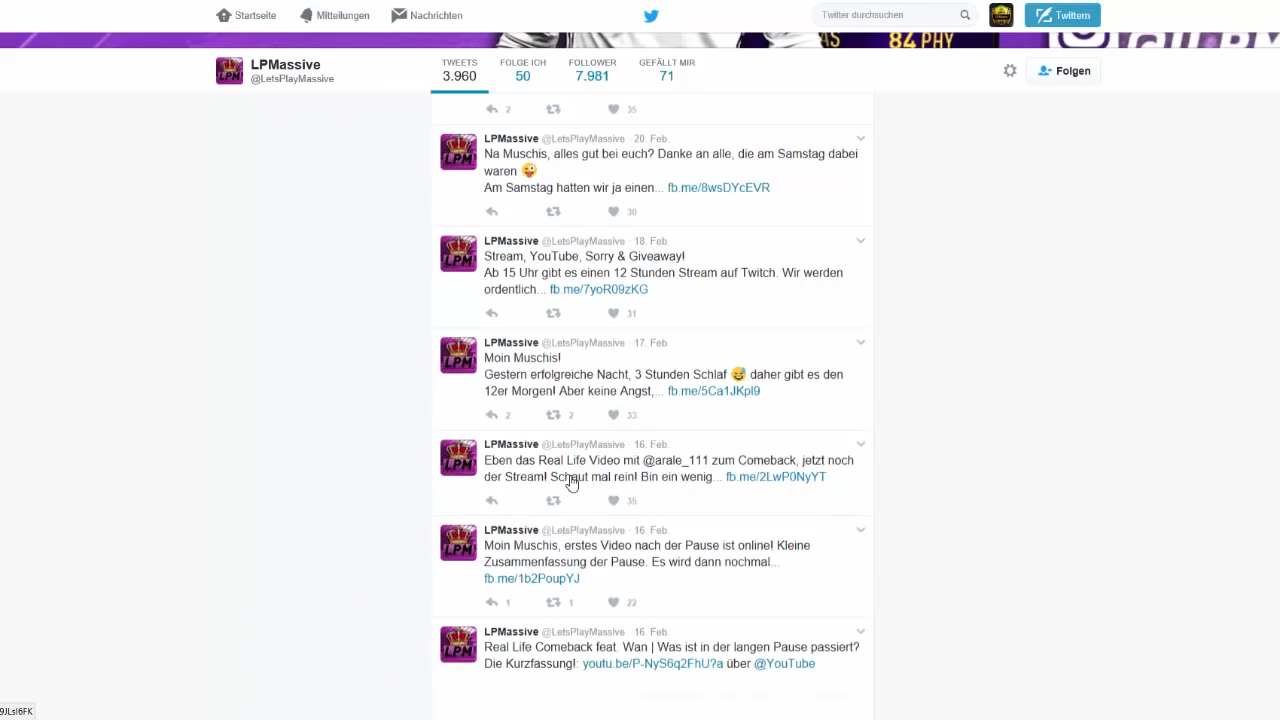 Startseite Mitteilungen Nachrichten Twitter durchsuchen Twittern
84 PHY
LPMassive
@LetsPlayMassive
TWEETS FOLGE ICH FOLLOWER GEFÄLLT MIR
3.960 50 7.981 71
Folgen
2 35
LPMassive @LetsPlayMassive · 20. Feb.
Na Muschis, alles gut bei euch? Danke an alle, die am Samstag dabei
waren 😜
Am Samstag hatten wir ja einen... fb.me/8wsDYcEVR
30
LPMassive @LetsPlayMassive · 18. Feb.
Stream, YouTube, Sorry & Giveaway!
Ab 15 Uhr gibt es einen 12 Stunden Stream auf Twitch. Wir werden
ordentlich... fb.me/7yoR09zKG
31
LPMassive @LetsPlayMassive · 17. Feb.
Moin Muschis!
Gestern erfolgreiche Nacht, 3 Stunden Schlaf 😅 daher gibt es den
12er Morgen! Aber keine Angst,... fb.me/5Ca1JKpl9
2 2 33
LPMassive @LetsPlayMassive · 16. Feb.
Eben das Real Life Video mit @arale_111 zum Comeback, jetzt noch
der Stream! Schaut mal rein! Bin ein wenig... fb.me/2LwP0NyYT
35
LPMassive @LetsPlayMassive · 16. Feb.
Moin Muschis, erstes Video nach der Pause ist online! Kleine
Zusammenfassung der Pause. Es wird dann nochmal...
fb.me/1b2PoupYJ
1 1 22
LPMassive @LetsPlayMassive · 16. Feb.
Real Life Comeback feat. Wan | Was ist in der langen Pause passiert?
Die Kurzfassung!: youtu.be/P-NyS6q2FhU?a über @YouTube
9JLsI6FK